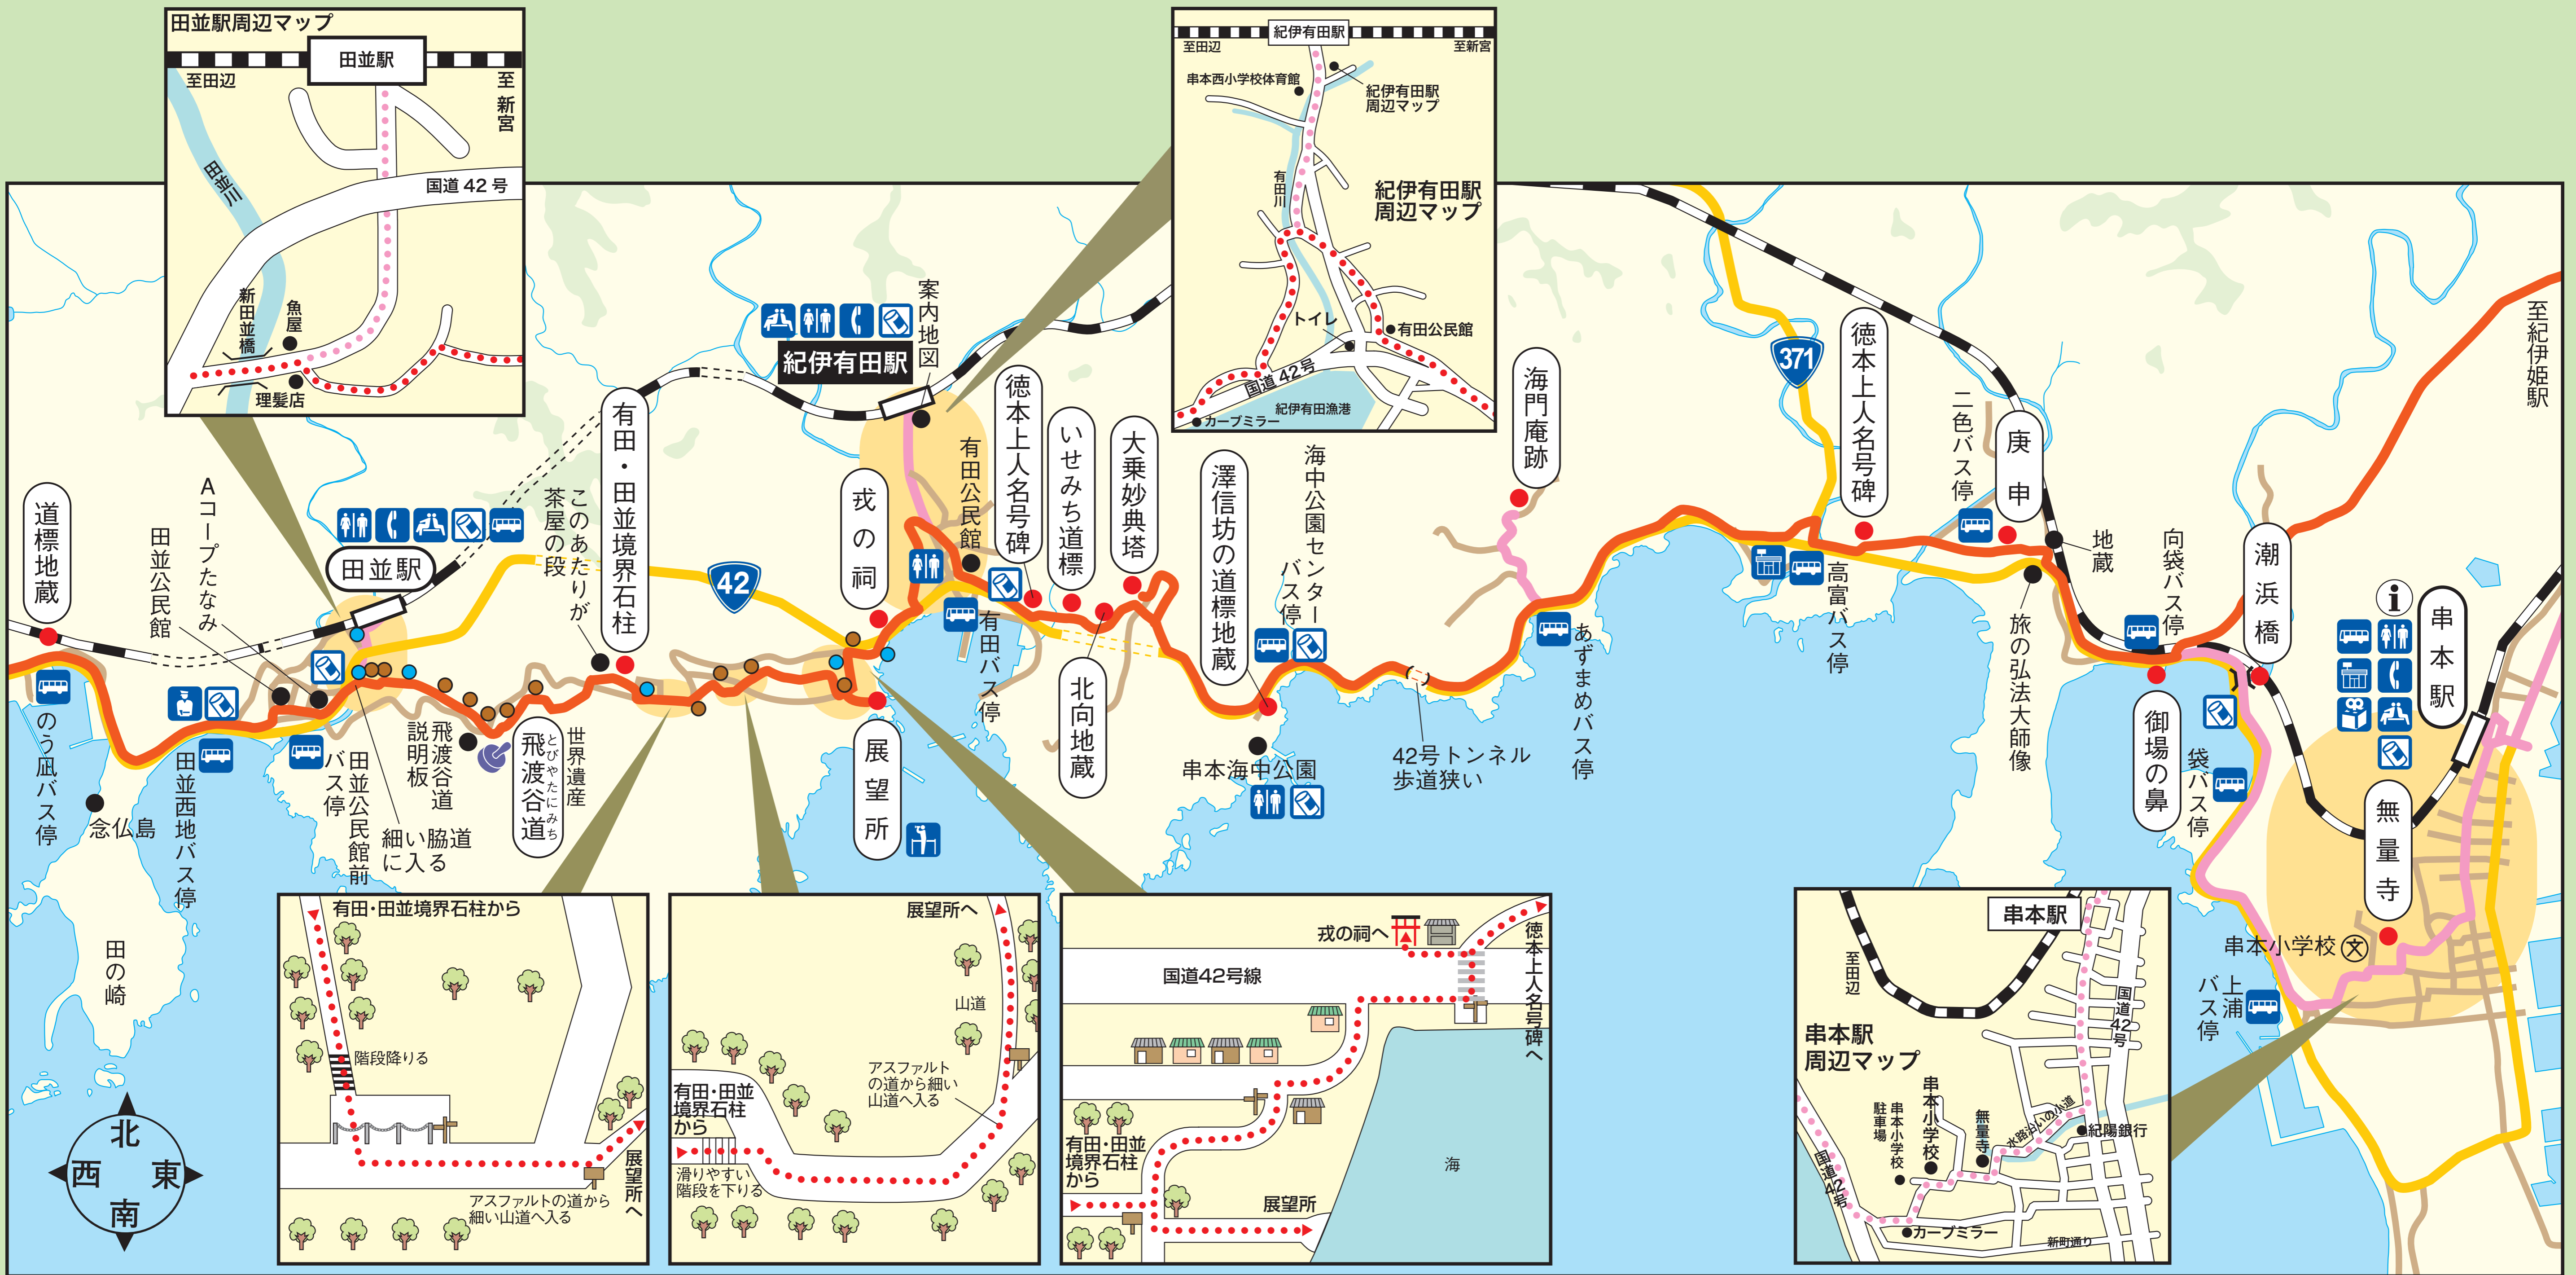 田並駅周辺マップ
田並駅
至田辺
至新宮
田並川
国道42号
新田並橋
魚屋
理髪店
紀伊有田駅
至田辺
至新宮
串本西小学校体育館
紀伊有田駅
周辺マップ
有田川
紀伊有田駅
周辺マップ
トイレ
有田公民館
国道42号
紀伊有田漁港
カーブミラー
道標地蔵
のう凪バス停
念仏島
田の崎
Aコープたなみ
田並公民館
田並西地バス停
田並駅
田並公民館前
バス停
細い脇道
に入る
飛渡谷道
説明板
世界遺産
飛渡谷道
とびやたにみち
このあたりが
茶屋の段
有田・田並境界石柱
42
紀伊有田駅
案内地図
戎の祠
展望所
有田公民館
有田バス停
徳本上人名号碑
いせみち道標
大乗妙典塔
北向地蔵
澤信坊の道標地蔵
海中公園センター
バス停
串本海中公園
42号トンネル
歩道狭い
海門庵跡
あずまめバス停
371
徳本上人名号碑
高富バス停
二色バス停
庚申
地蔵
旅の弘法大師像
向袋バス停
御場の鼻
潮浜橋
袋バス停
串本駅
無量寺
串本小学校
文
上浦
バス停
至紀伊姫駅
北
西
東
南
有田・田並境界石柱から
階段降りる
アスファルトの道から
細い山道へ入る
展望所へ
展望所へ
山道
アスファルト
の道から細い
山道へ入る
有田・田並
境界石柱
から
滑りやすい
階段を下りる
戎の祠へ
国道42号線
徳本上人名号碑へ
有田・田並
境界石柱
から
展望所
海
串本駅
至田辺
串本駅
周辺マップ
国道42号
串本小学校
串本小学校
駐車場
無量寺
水路沿いの小道
紀陽銀行
国道42号
カーブミラー
新町通り